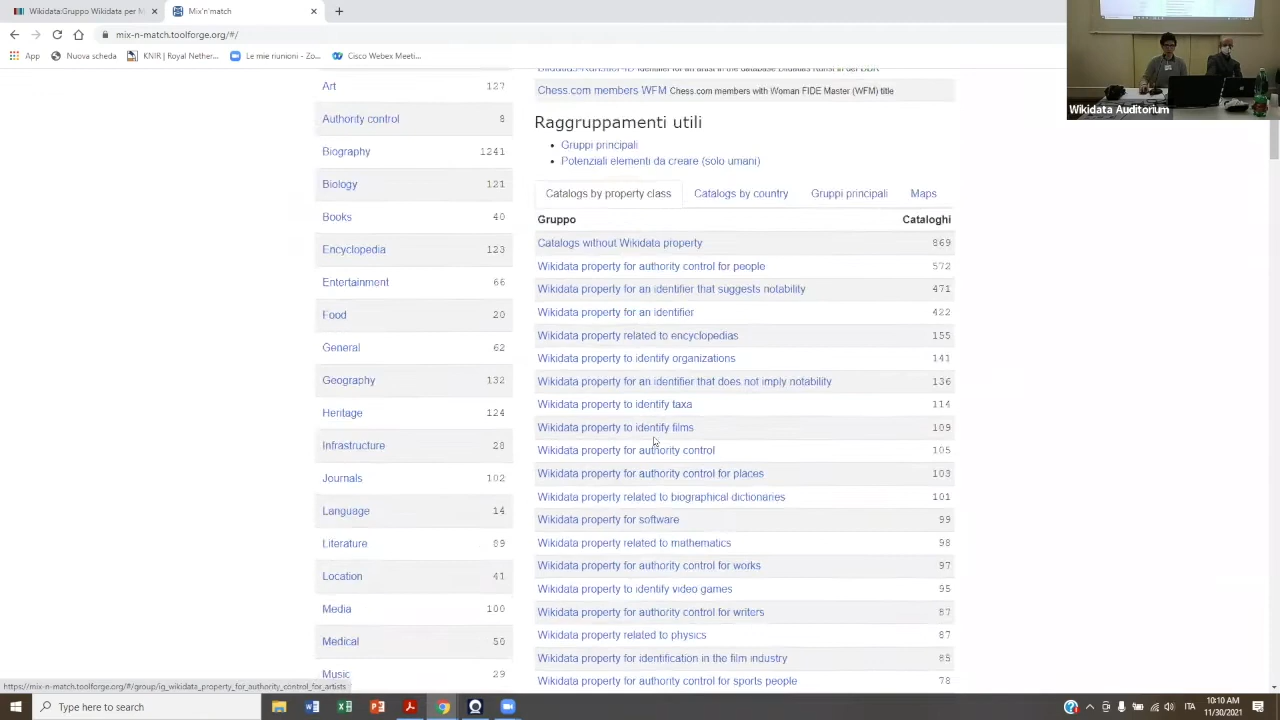 Wikidata:Gruppo Wikidate per M
Mix'n'match
mix-n-match.toolforge.org/#/
App
Nuova scheda
KNIR | Royal Nether...
Le mie riunioni - Zo...
Cisco Webex Meeti...
Wikidata Auditorium
Art 127
Authority control 8
Biography 1241
Biology 121
Books 40
Encyclopedia 123
Entertainment 66
Food 20
General 62
Geography 132
Heritage 124
Infrastructure 28
Journals 102
Language 14
Literature 89
Location 41
Media 100
Medical 50
Music 29
Chess.com members WFM Chess.com members with Woman FIDE Master (WFM) title
Raggruppamenti utili
Gruppi principali
Potenziali elementi da creare (solo umani)
Catalogs by property class
Catalogs by country
Gruppi principali
Maps
Gruppo Cataloghi
Catalogs without Wikidata property 869
Wikidata property for authority control for people 572
Wikidata property for an identifier that suggests notability 471
Wikidata property for an identifier 422
Wikidata property related to encyclopedias 155
Wikidata property to identify organizations 141
Wikidata property for an identifier that does not imply notability 136
Wikidata property to identify taxa 114
Wikidata property to identify films 109
Wikidata property for authority control 105
Wikidata property for authority control for places 103
Wikidata property related to biographical dictionaries 101
Wikidata property for software 99
Wikidata property related to mathematics 98
Wikidata property for authority control for works 97
Wikidata property to identify video games 95
Wikidata property for authority control for writers 87
Wikidata property related to physics 87
Wikidata property for identification in the film industry 85
Wikidata property for authority control for sports people 78
https://mix-n-match.toolforge.org/#/group/ig_wikidata_property_for_authority_control_for_artists
Type here to search
ITA
10:10 AM
11/30/2021